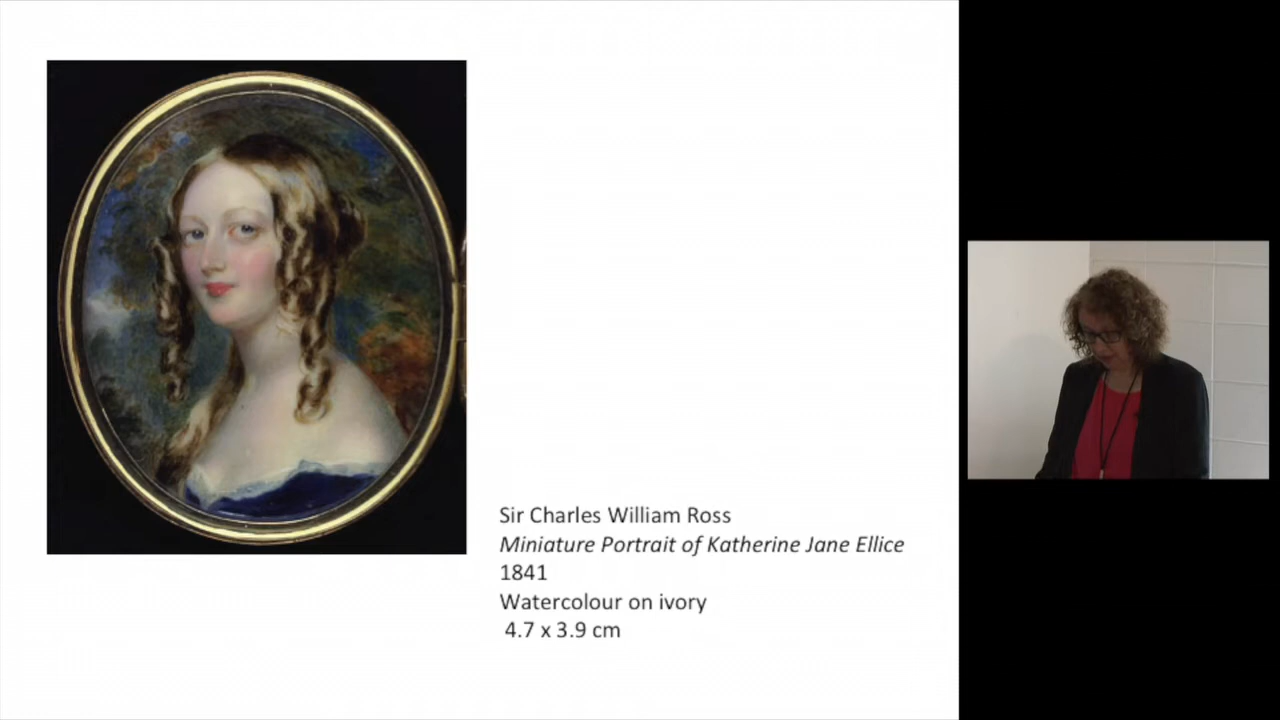 Sir Charles William Ross
Miniature Portrait of Katherine Jane Ellice
1841
Watercolour on ivory
4.7 x 3.9 cm